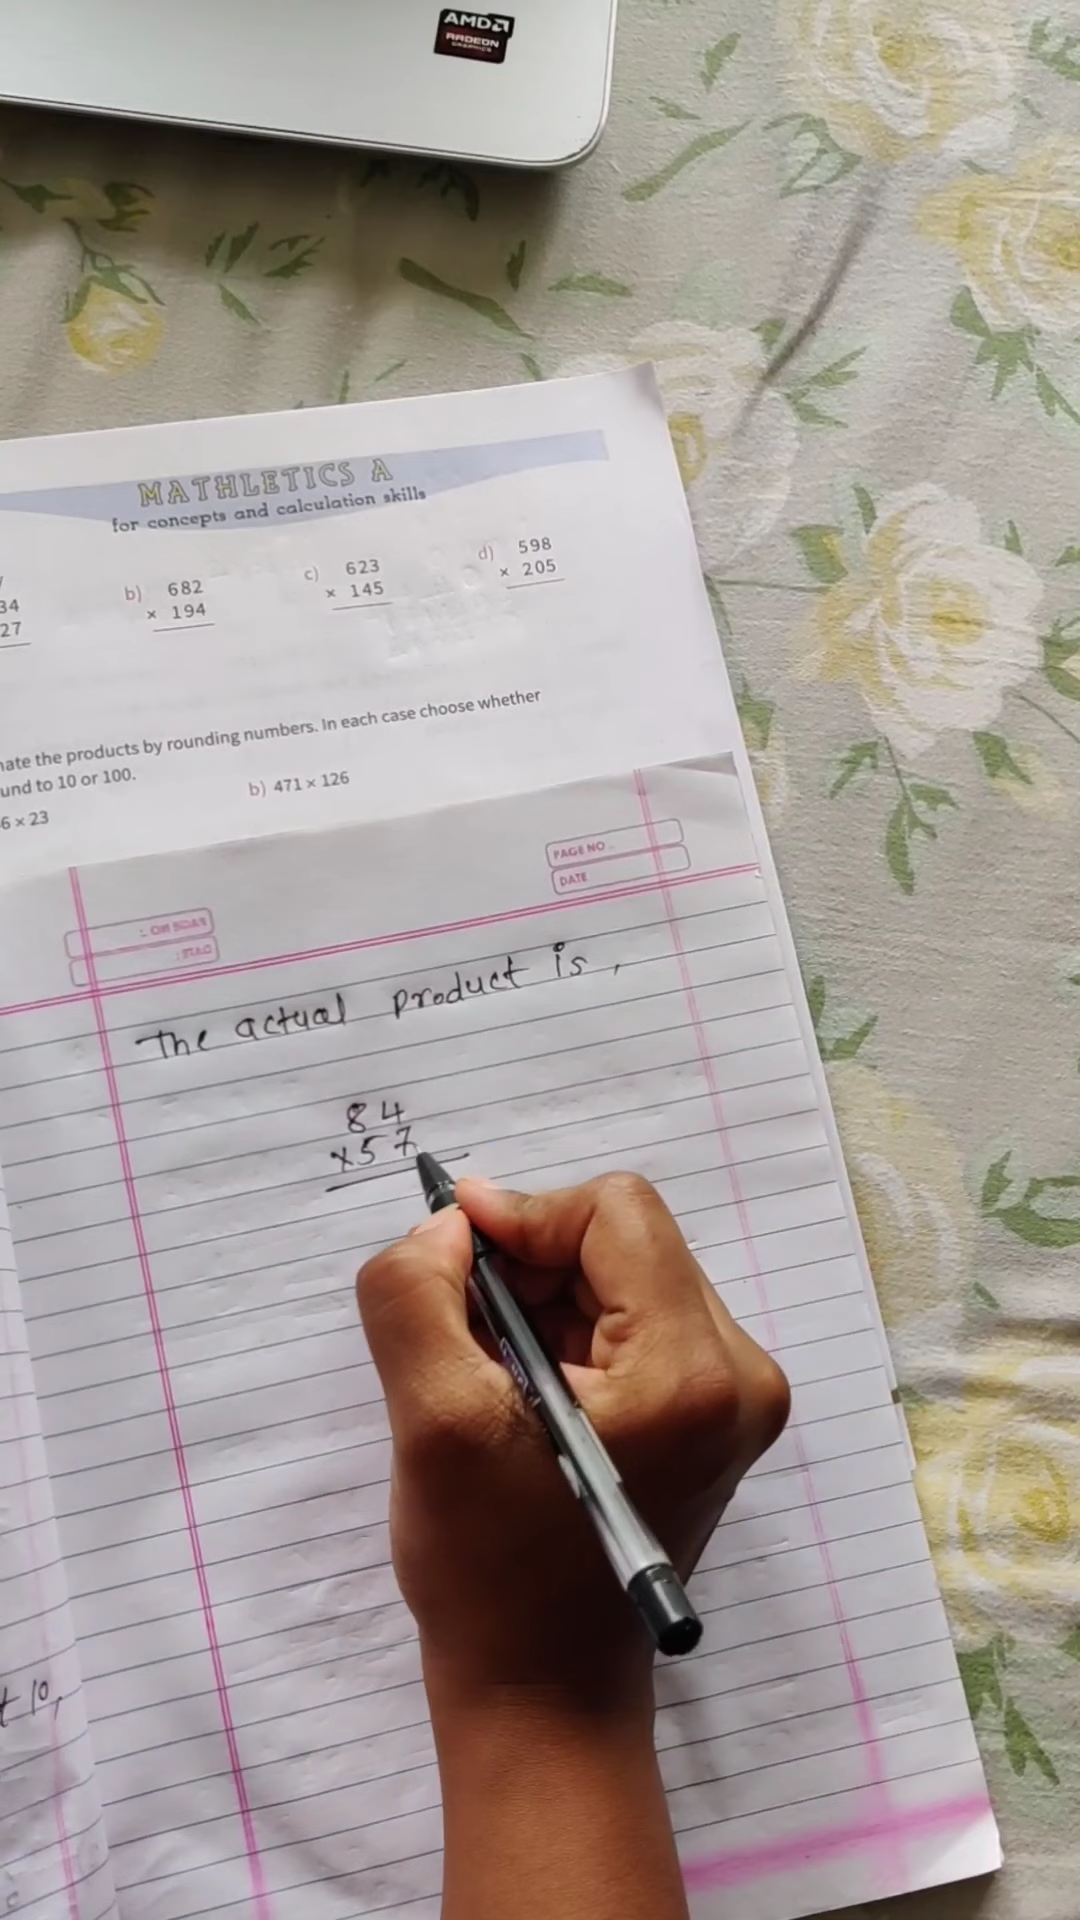 AMD
RADEON
GRAPHICS
MATHLETICS A
for concepts and calculation skills
34
27
b) 682
× 194
c) 623
× 145
d) 598
× 205
the products by rounding numbers. In each case choose whether
to 10 or 100.
6 × 23
b) 471 × 126
PAGE NO
DATE
The actual product is,
84
×57
10,